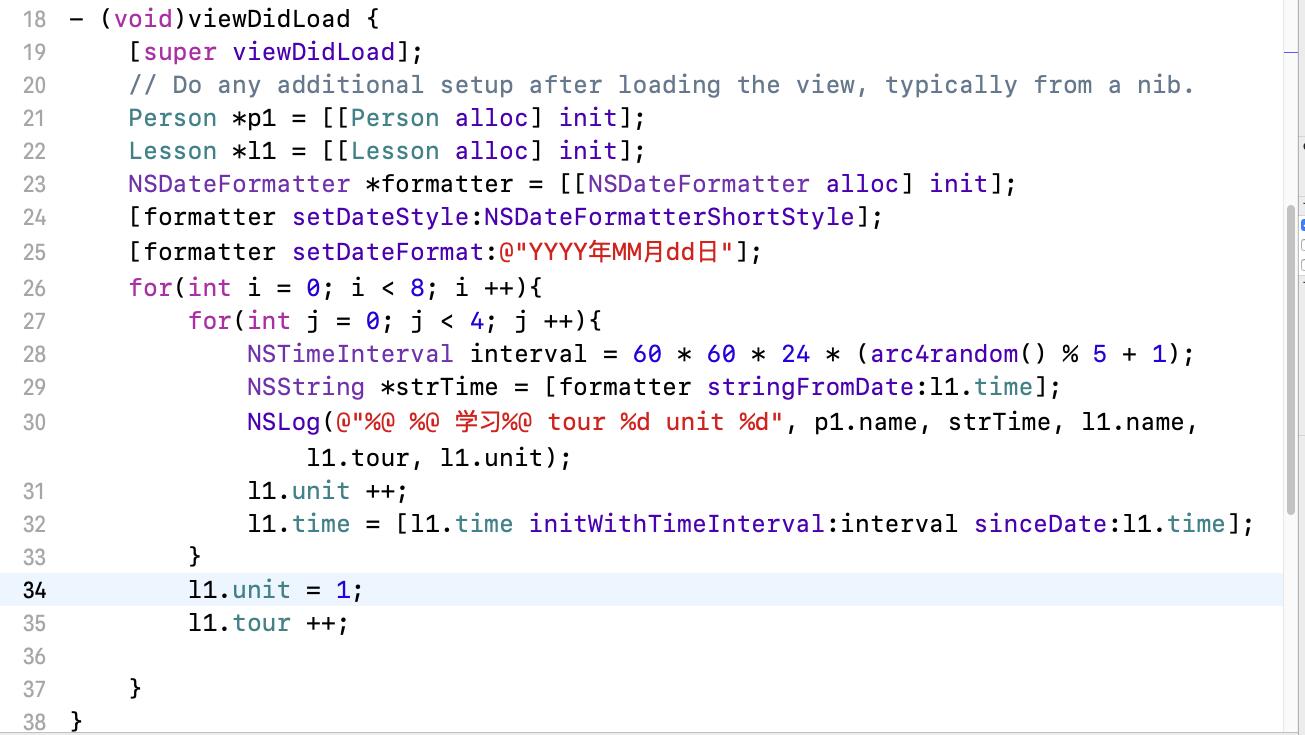 18 - (void)viewDidLoad {
19 [super viewDidLoad];
20 // Do any additional setup after loading the view, typically from a nib.
21 Person *p1 = [[Person alloc] init];
22 Lesson *l1 = [[Lesson alloc] init];
23 NSDateFormatter *formatter = [[NSDateFormatter alloc] init];
24 [formatter setDateStyle:NSDateFormatterShortStyle];
25 [formatter setDateFormat:@"YYYY年MM月dd日"];
26 for(int i = 0; i < 8; i ++){
27 for(int j = 0; j < 4; j ++){
28 NSTimeInterval interval = 60 * 60 * 24 * (arc4random() % 5 + 1);
29 NSString *strTime = [formatter stringFromDate:l1.time];
30 NSLog(@"%@ %@ 学习%@ tour %d unit %d", p1.name, strTime, l1.name,
l1.tour, l1.unit);
31 l1.unit ++;
32 l1.time = [l1.time initWithTimeInterval:interval sinceDate:l1.time];
33 }
34 l1.unit = 1;
35 l1.tour ++;
36
37 }
38 }